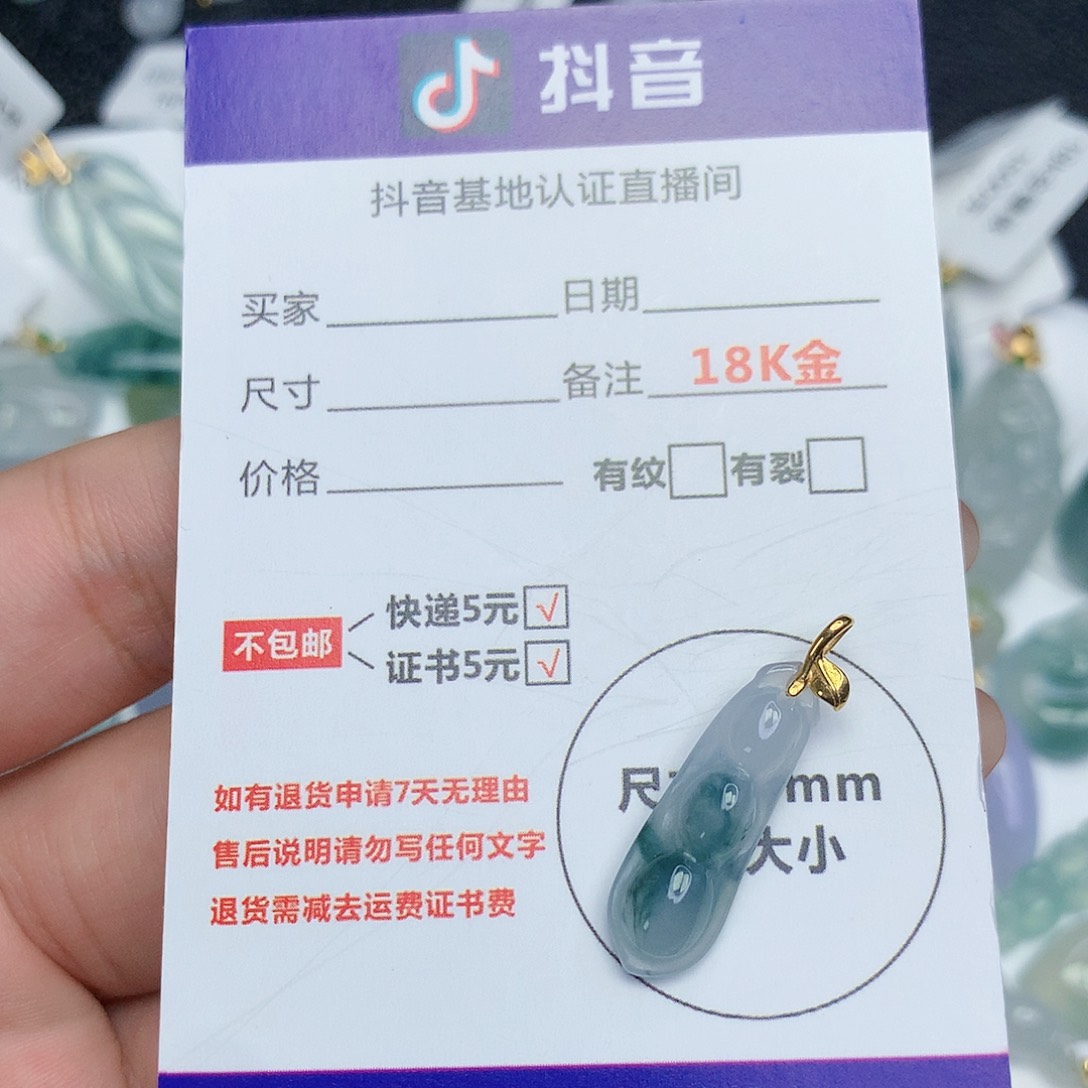 抖音
抖音基地认证直播间
买家 日期
尺寸 备注 18K金
价格 有纹 有裂
不包邮
快递5元 √
证书5元 √
如有退货申请7天无理由
售后说明请勿写任何文字
退货需减去运费证书费
尺 mm
大小